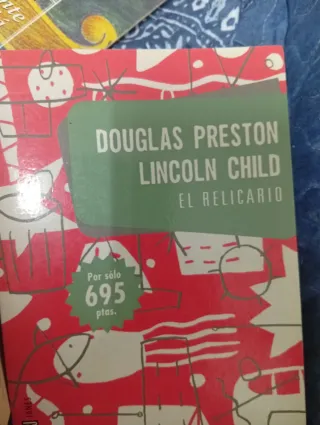 DOUGLAS PRESTON
LINCOLN CHILD
EL RELICARIO
Por sólo
695
ptas.